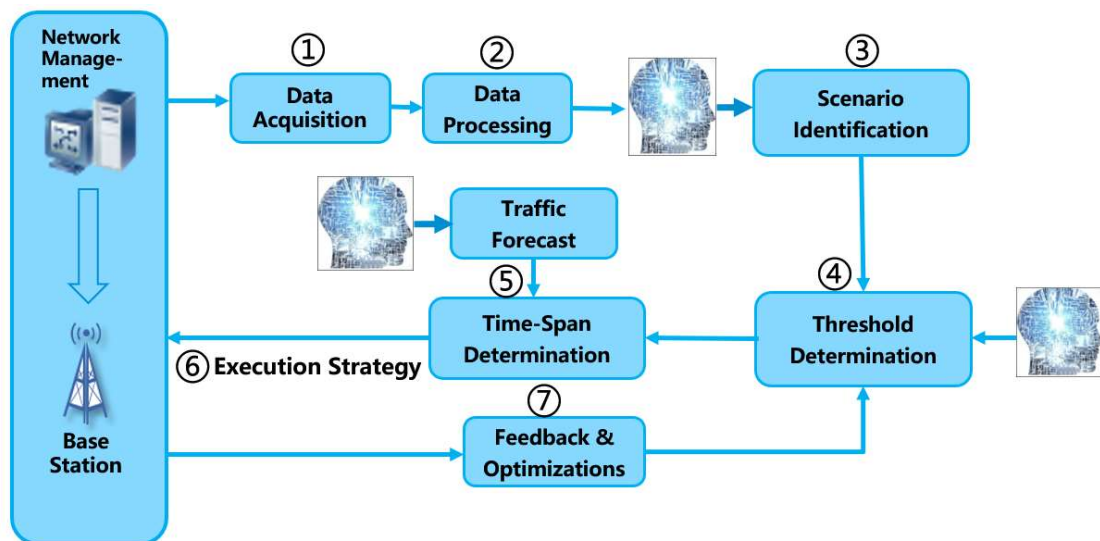 Network
Manage-
ment
①
Data
Acquisition
②
Data
Processing
③
Scenario
Identification
Traffic
Forecast
④
Threshold
Determination
⑤
Time-Span
Determination
⑥ Execution Strategy
⑦
Feedback &
Optimizations
Base
Station